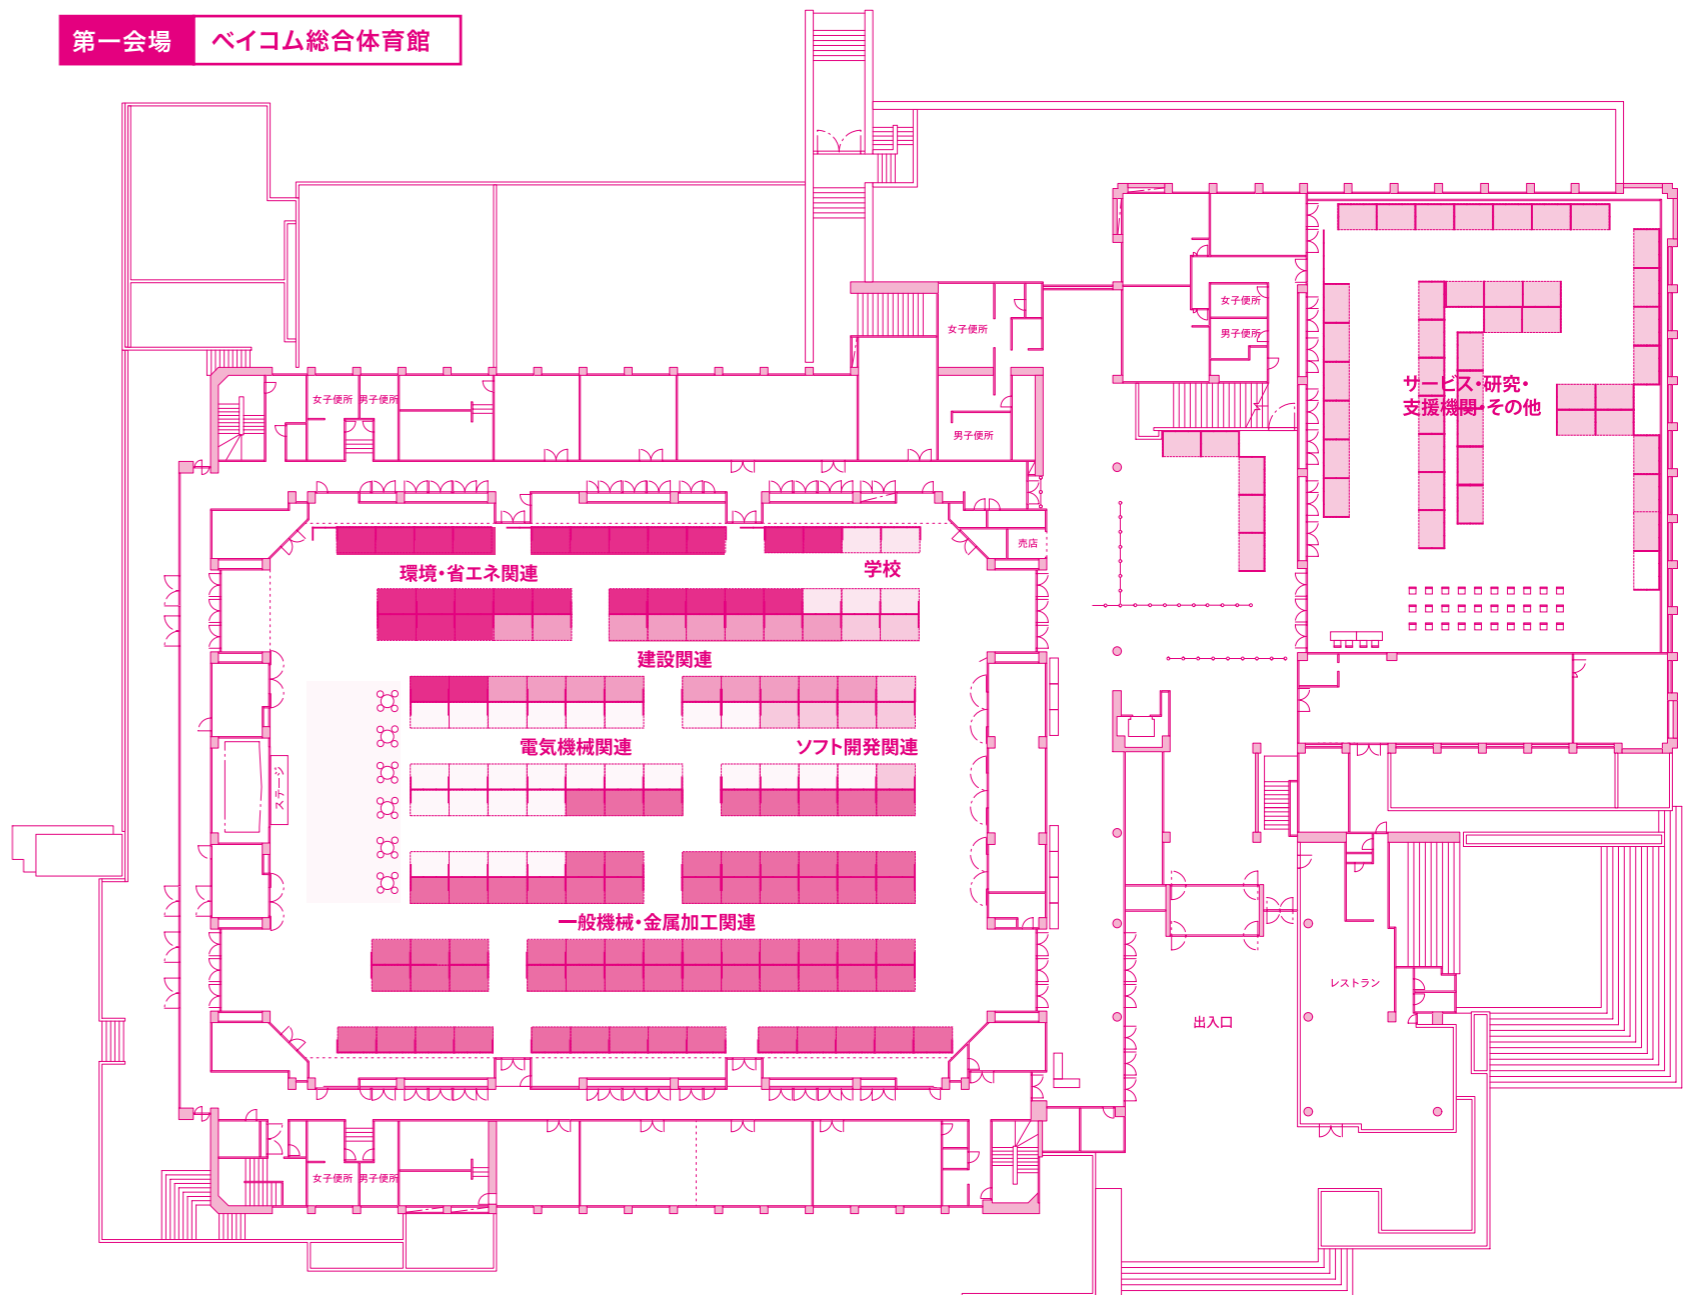 第一会場
ベイコム総合体育館
女子便所
男子便所
女子便所
男子便所
女子便所
男子便所
サービス・研究・
支援機関・その他
売店
環境・省エネ関連
学校
建設関連
電気機械関連
ソフト開発関連
ステージ
一般機械・金属加工関連
レストラン
出入口
女子便所
男子便所